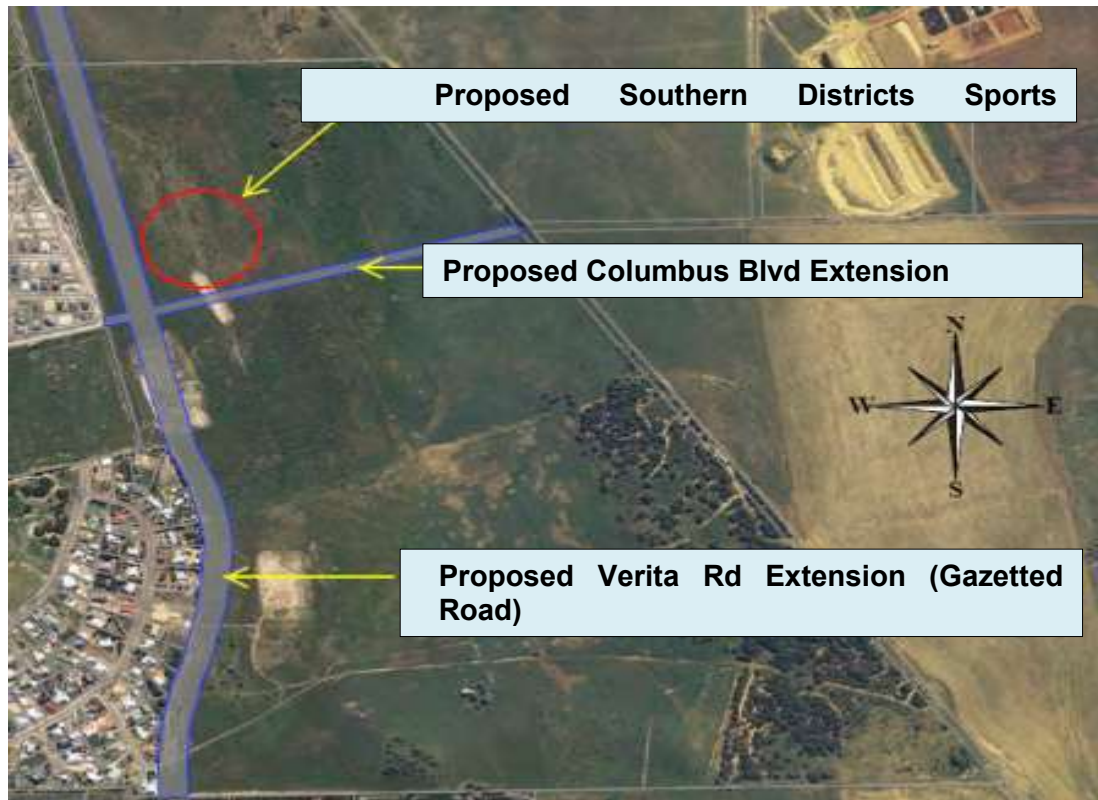 Proposed Southern Districts Sports
Proposed Columbus Blvd Extension
N
W E
S
Proposed Verita Rd Extension (Gazetted
Road)